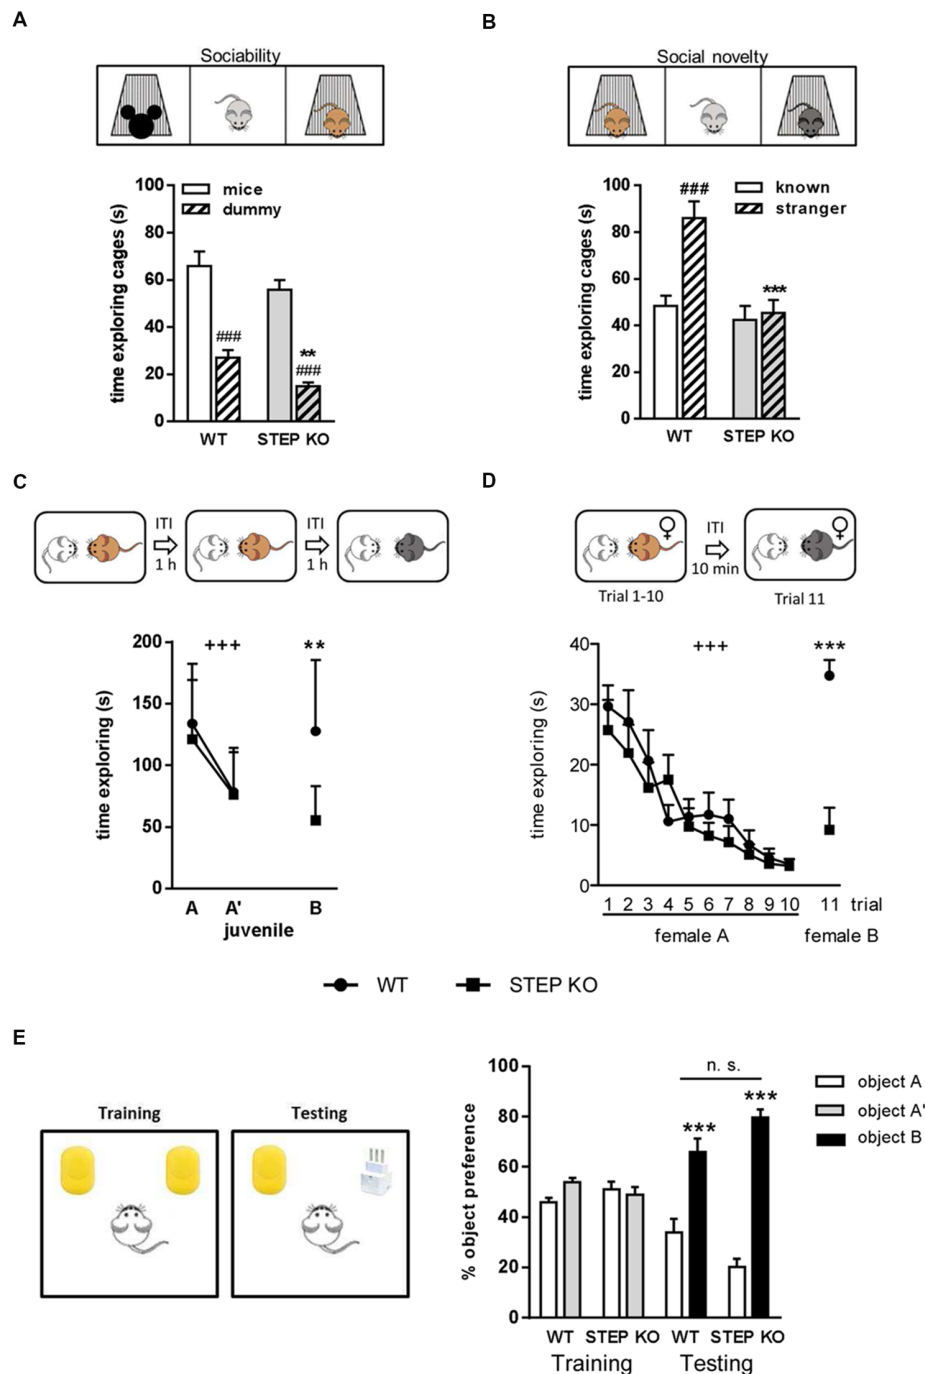 A
Sociability
100
80
60
40
20
0
time exploring cages (s)
mice
dummy
###
**
###
WT
STEP KO
B
Social novelty
100
80
60
40
20
0
time exploring cages (s)
known
stranger
###
***
WT
STEP KO
C
ITI
1 h
ITI
1 h
200
150
100
50
0
time exploring (s)
+++
**
A
A'
B
juvenile
D
♀
ITI
10 min
♀
Trial 1-10
Trial 11
40
30
20
10
0
time exploring (s)
+++
***
1 2 3 4 5 6 7 8 9 10 11 trial
female A
female B
WT
STEP KO
E
Training
Testing
100
80
60
40
20
0
% object preference
n. s.
***
***
object A
object A'
object B
WT STEP KO WT STEP KO
Training Testing